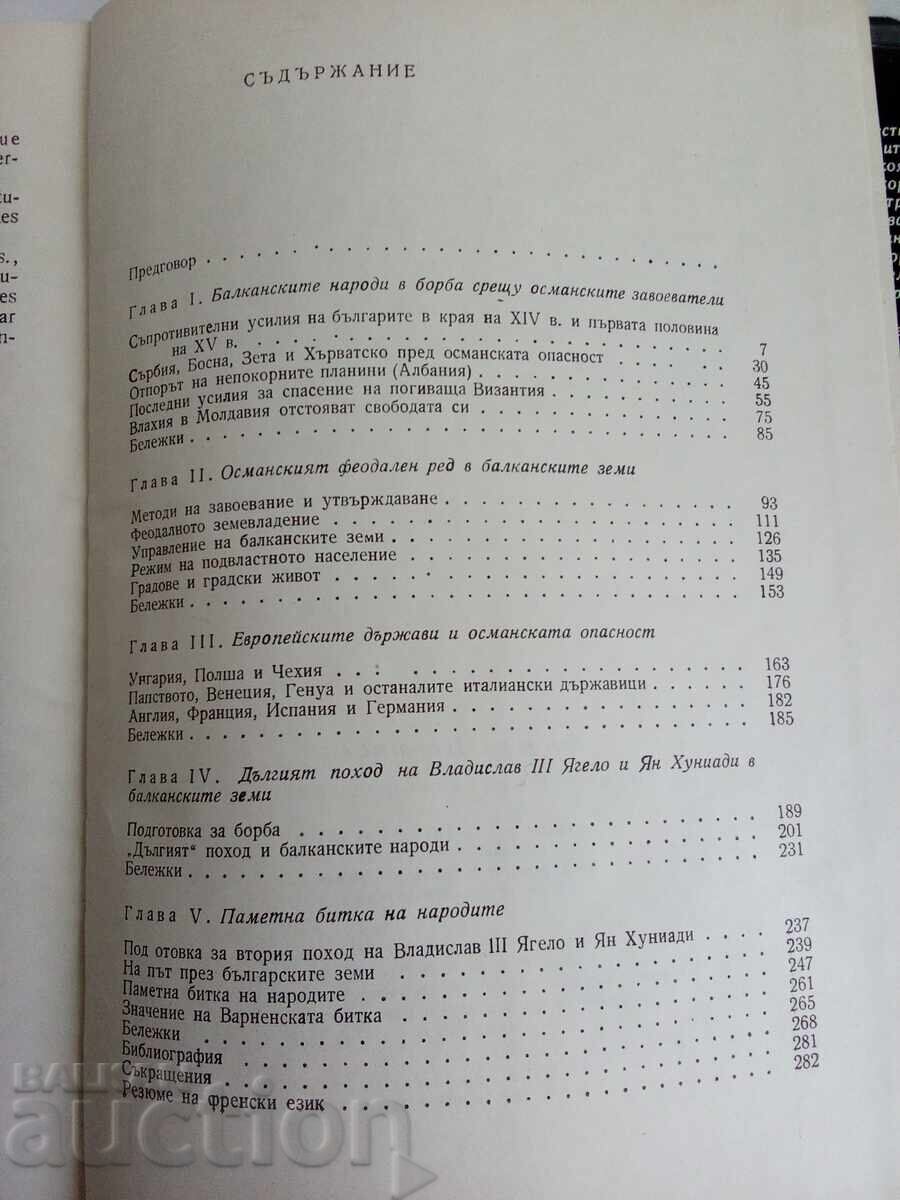 ue
er-
tu-
les
s.,
u-
es
ar
n-
СЪДЪРЖАНИЕ
Предговор
Глава I. Балканските народи в борба срещу османските завоеватели
Съпротивителни усилия на българите в края на XIV в. и първата половина
на XV в. 7
Сърбия, Босна, Зета и Хърватско пред османската опасност 30
Отпорът на непокорните планини (Албания) 45
Последни усилия за спасение на погиваща Византия 55
Влахия в Молдавия отстояват свободата си 75
Бележки 85
Глава II. Османският феодален ред в балканските земи
Методи на завоевание и утвърждаване 93
Феодалното земевладение 111
Управление на балканските земи 126
Режим на подвластното население 135
Градове и градски живот 149
Бележки 153
Глава III. Европейските държави и османската опасност
Унгария, Полша и Чехия 163
Папството, Венеция, Генуа и останалите италиански държавици 176
Англия, Франция, Испания и Германия 182
Бележки 185
Глава IV. Дългият поход на Владислав III Ягело и Ян Хуниади в
балканските земи
Подготовка за борба 189
„Дългият“ поход и балканските народи 201
Бележки 231
Глава V. Паметна битка на народите
Под отовка за втория поход на Владислав III Ягело и Ян Хуниади 237
На път през българските земи 239
Паметна битка на народите 247
Значение на Варненската битка 261
Бележки 265
Библиография 268
Съкращения 281
Резюме на френски език 282
auction